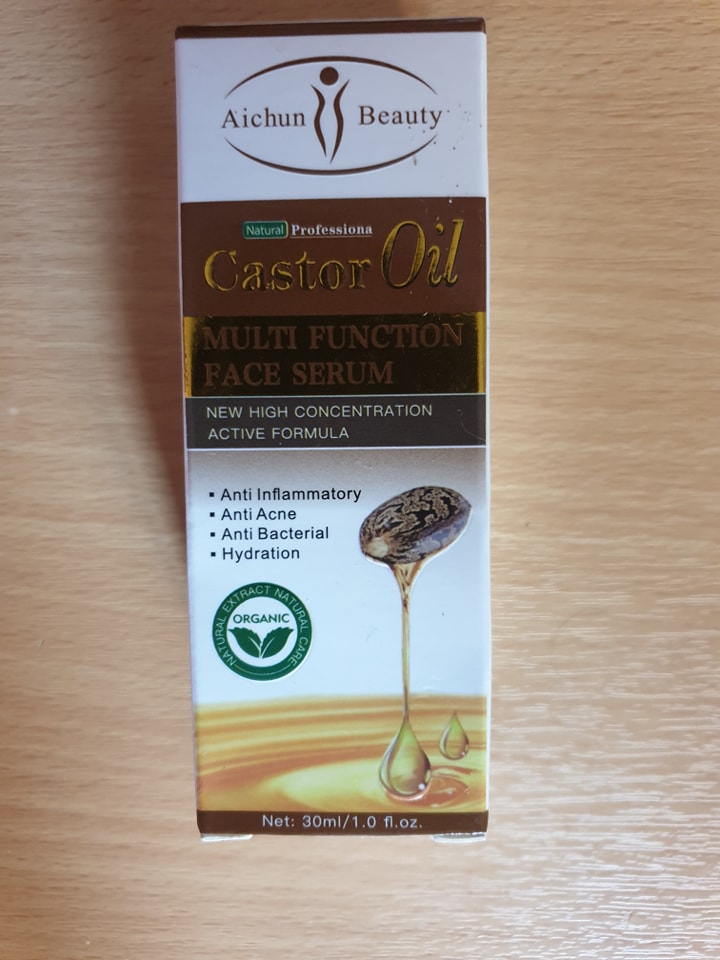 Aichun Beauty
Natural Professiona
Castor Oil
MULTI FUNCTION
FACE SERUM
NEW HIGH CONCENTRATION
ACTIVE FORMULA
▪ Anti Inflammatory
▪ Anti Acne
▪ Anti Bacterial
▪ Hydration
NATURAL EXTRACT NATURAL CARE
ORGANIC
Net: 30ml/1.0 fl.oz.